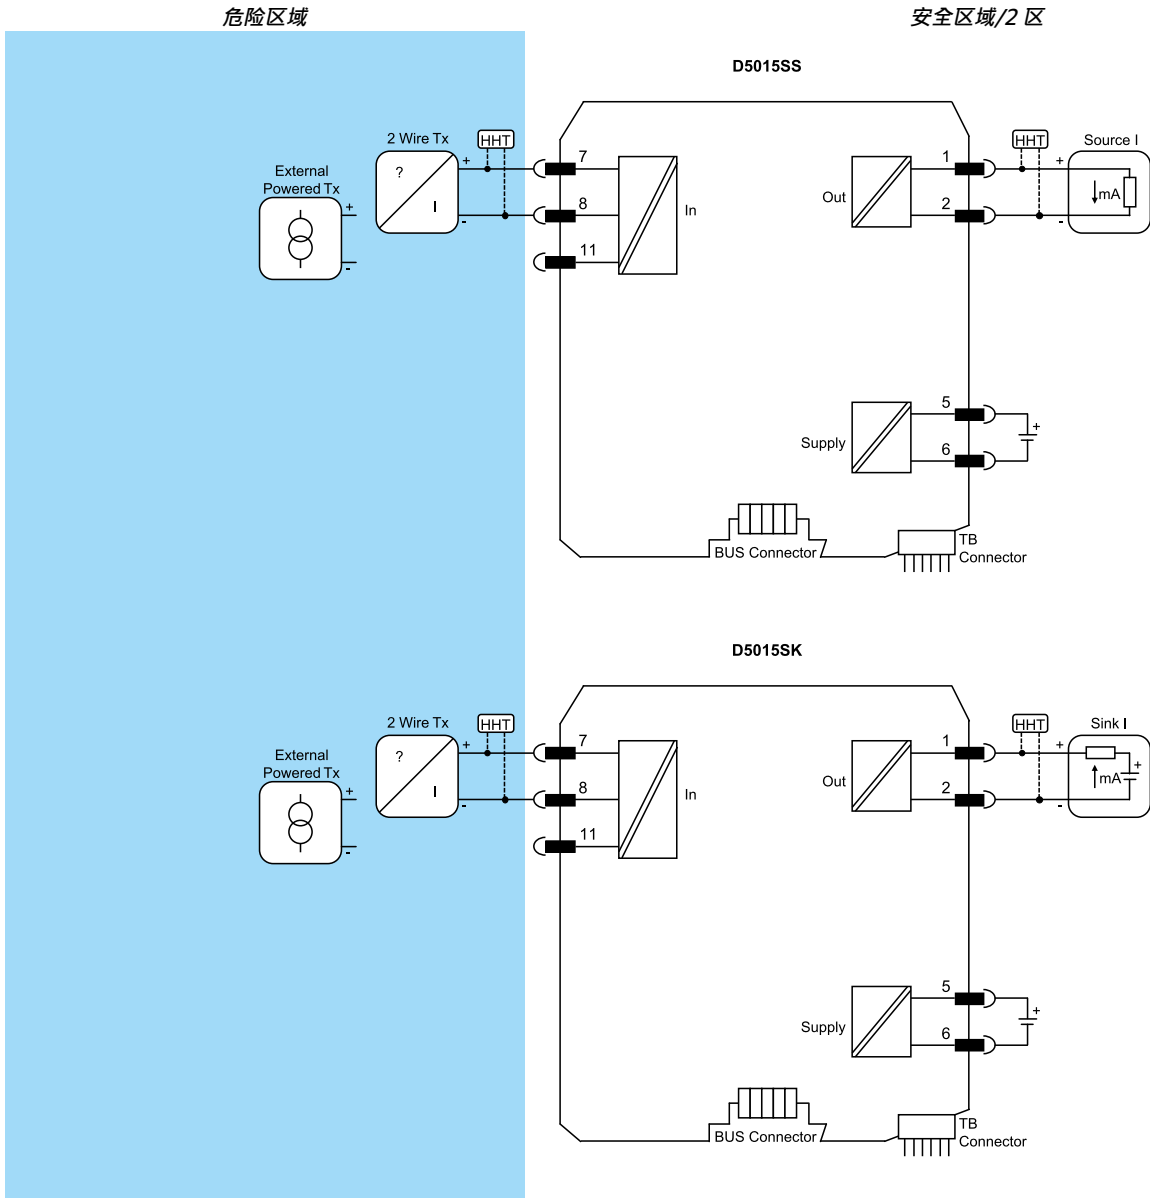 危险区域
安全区域/2 区
D5015SS
2 Wire Tx
HHT
7
1
HHT
Source I
+
+
External
Powered Tx
?
I
+
-
-
8
In
Out
2
mA
-
11
5
Supply
+
6
BUS Connector
TB
Connector
D5015SK
2 Wire Tx
HHT
7
1
HHT
Sink I
+
+
External
Powered Tx
?
I
+
-
-
8
In
Out
2
mA
+
-
11
5
Supply
+
6
BUS Connector
TB
Connector